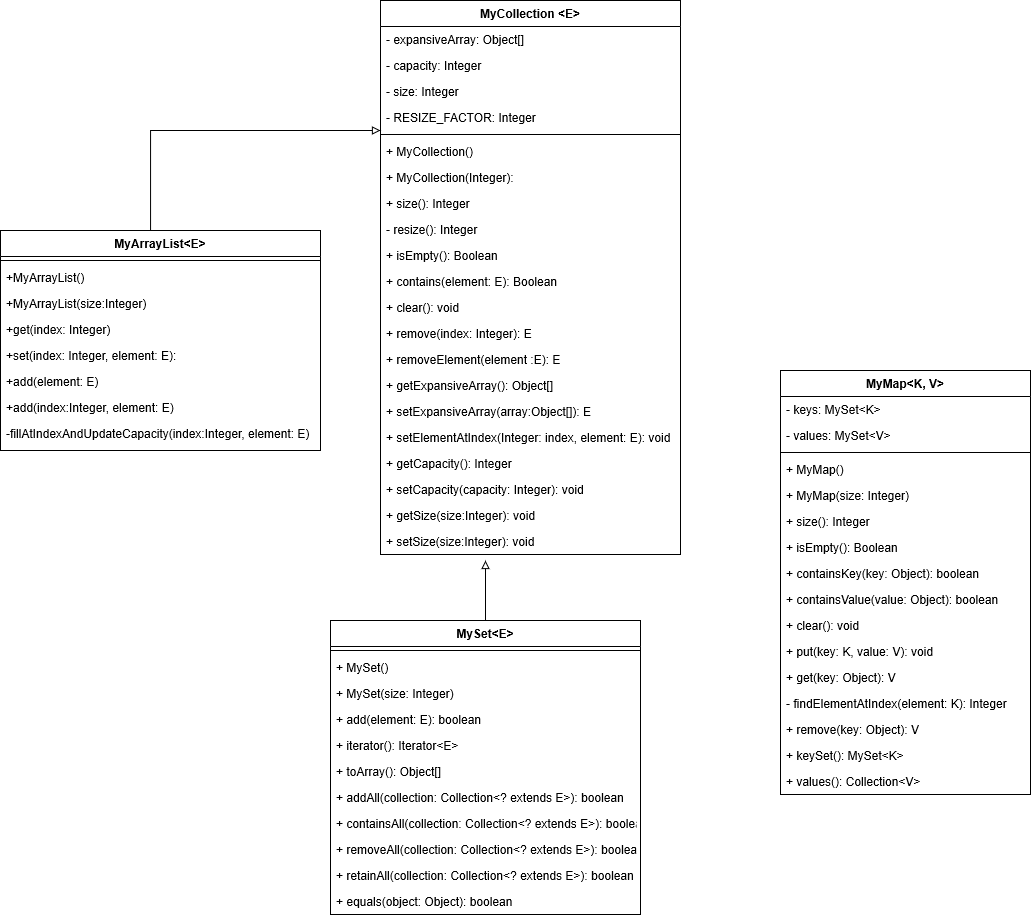 MyCollection <E>
- expansiveArray: Object[]
- capacity: Integer
- size: Integer
- RESIZE_FACTOR: Integer
+ MyCollection()
+ MyCollection(Integer):
+ size(): Integer
- resize(): Integer
+ isEmpty(): Boolean
+ contains(element: E): Boolean
+ clear(): void
+ remove(index: Integer): E
+ removeElement(element :E): E
+ getExpansiveArray(): Object[]
+ setExpansiveArray(array:Object[]): E
+ setElementAtIndex(Integer: index, element: E): void
+ getCapacity(): Integer
+ setCapacity(capacity: Integer): void
+ getSize(size:Integer): void
+ setSize(size:Integer): void
MyArrayList<E>
+MyArrayList()
+MyArrayList(size:Integer)
+get(index: Integer)
+set(index: Integer, element: E):
+add(element: E)
+add(index:Integer, element: E)
-fillAtIndexAndUpdateCapacity(index:Integer, element: E)
MyMap<K, V>
- keys: MySet<K>
- values: MySet<V>
+ MyMap()
+ MyMap(size: Integer)
+ size(): Integer
+ isEmpty(): Boolean
+ containsKey(key: Object): boolean
+ containsValue(value: Object): boolean
+ clear(): void
+ put(key: K, value: V): void
+ get(key: Object): V
- findElementAtIndex(element: K): Integer
+ remove(key: Object): V
+ keySet(): MySet<K>
+ values(): Collection<V>
MySet<E>
+ MySet()
+ MySet(size: Integer)
+ add(element: E): boolean
+ iterator(): Iterator<E>
+ toArray(): Object[]
+ addAll(collection: Collection<? extends E>): boolean
+ containsAll(collection: Collection<? extends E>): boole
+ removeAll(collection: Collection<? extends E>): boolea
+ retainAll(collection: Collection<? extends E>): boolean
+ equals(object: Object): boolean